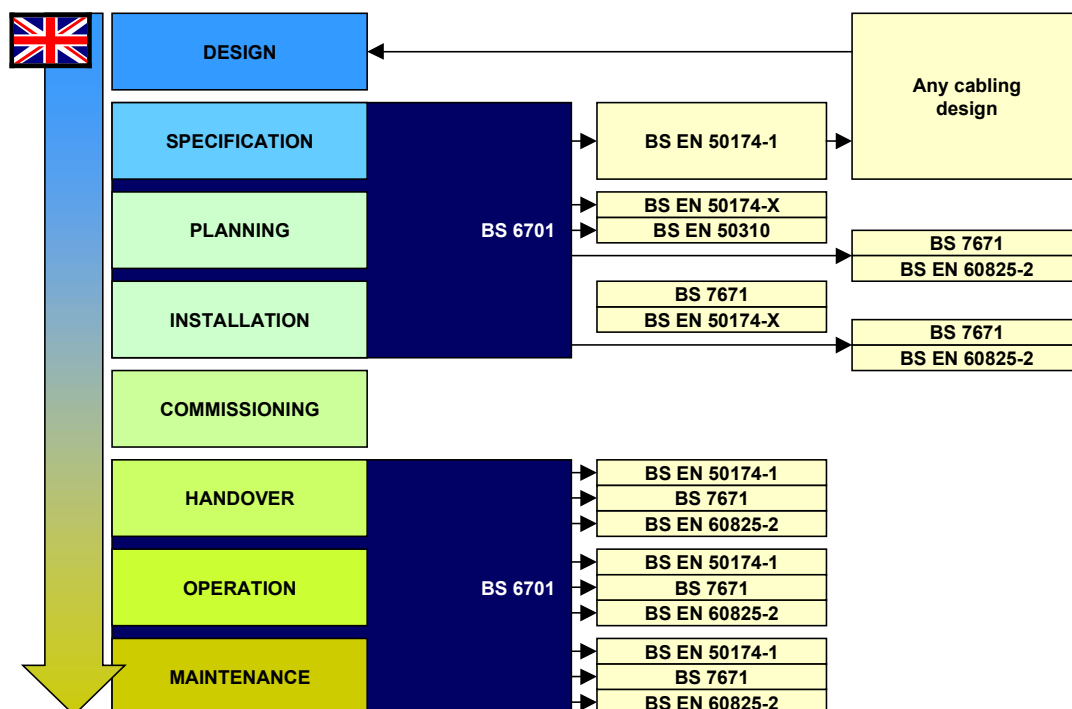 DESIGN
Any cabling
design
SPECIFICATION
BS EN 50174-1
PLANNING
BS 6701
BS EN 50174-X
BS EN 50310
BS 7671
BS EN 60825-2
INSTALLATION
BS 7671
BS EN 50174-X
BS 7671
BS EN 60825-2
COMMISSIONING
HANDOVER
BS EN 50174-1
BS 7671
BS EN 60825-2
OPERATION
BS 6701
BS EN 50174-1
BS 7671
BS EN 60825-2
MAINTENANCE
BS EN 50174-1
BS 7671
BS EN 60825-2